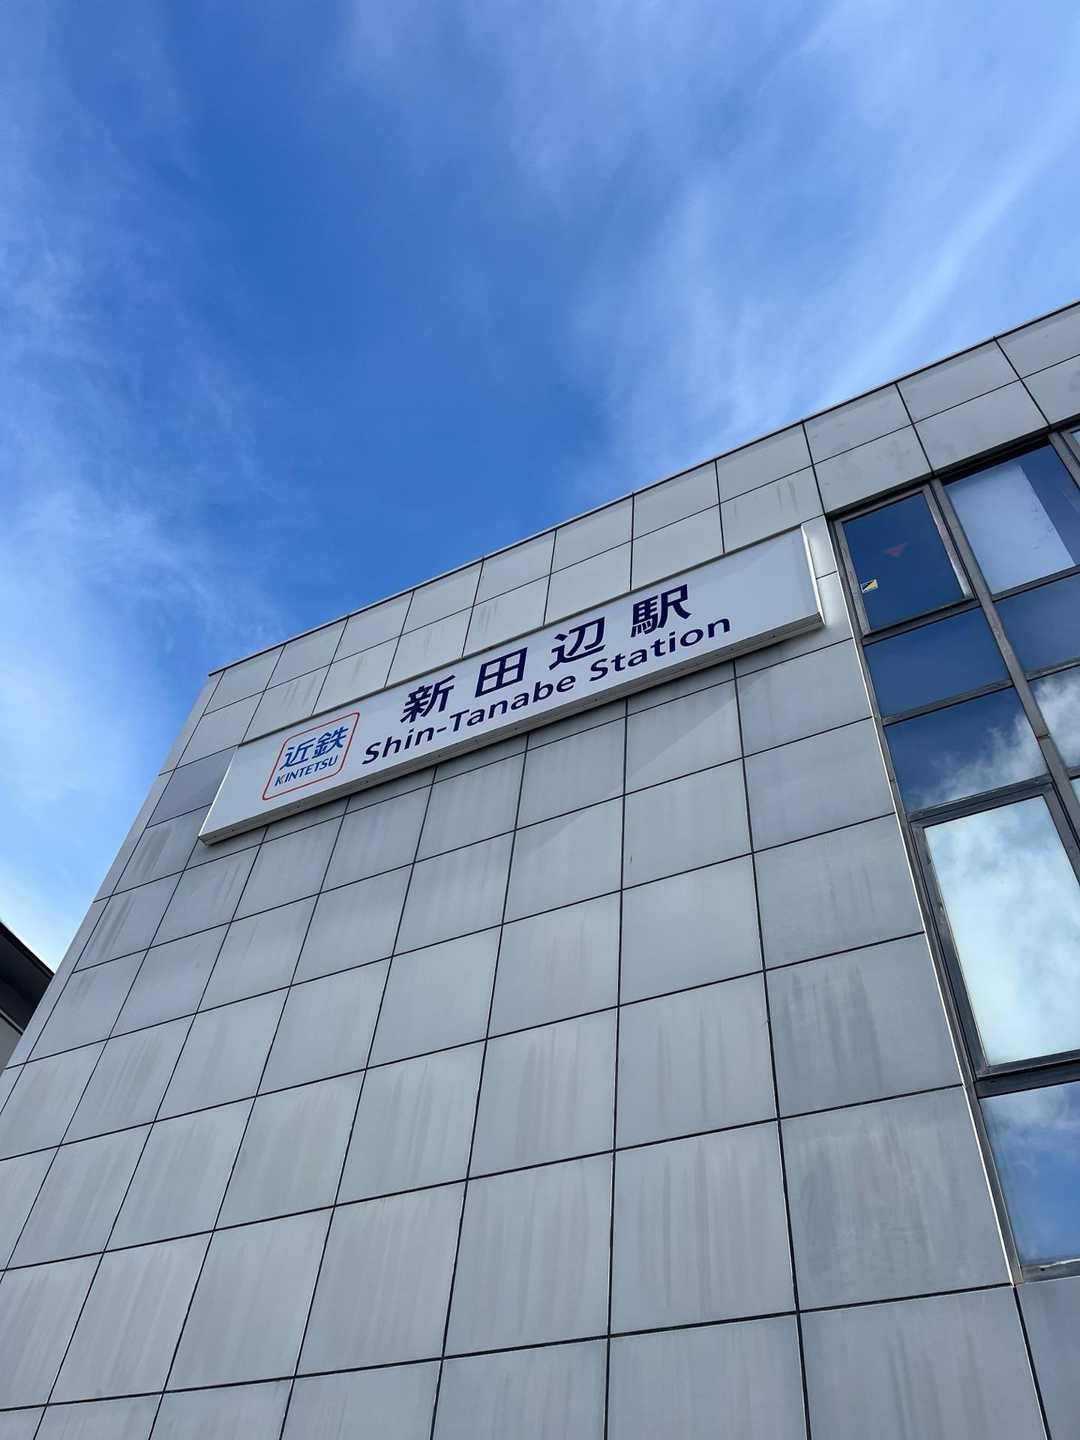 近鉄
KINTETSU
新田辺駅
Shin-Tanabe Station